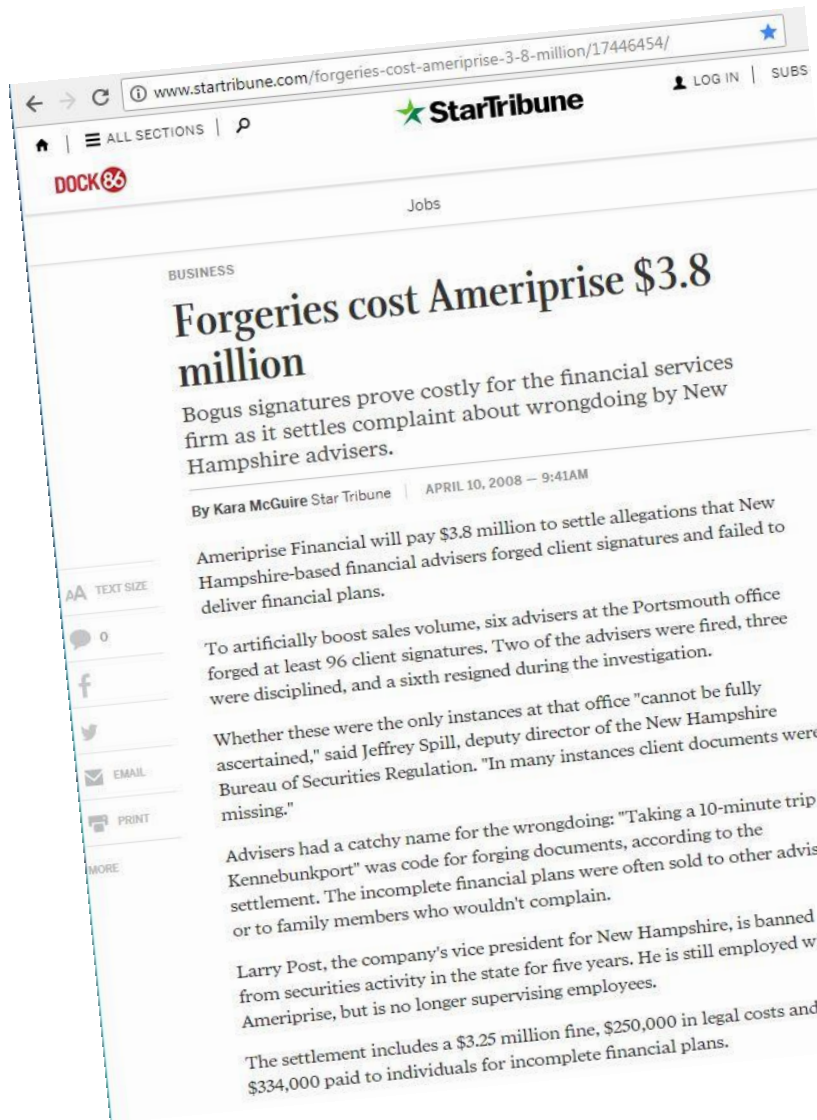 www.startribune.com/forgeries-cost-ameriprise-3-8-million/17446454/
ALL SECTIONS
StarTribune
LOG IN
SUBS
DOCK86
Jobs
BUSINESS
Forgeries cost Ameriprise $3.8
million
Bogus signatures prove costly for the financial services
firm as it settles complaint about wrongdoing by New
Hampshire advisers.
By Kara McGuire Star Tribune
APRIL 10, 2008 — 9:41AM
AA TEXT SIZE
0
EMAIL
PRINT
MORE
Ameriprise Financial will pay $3.8 million to settle allegations that New
Hampshire-based financial advisers forged client signatures and failed to
deliver financial plans.
To artificially boost sales volume, six advisers at the Portsmouth office
forged at least 96 client signatures. Two of the advisers were fired, three
were disciplined, and a sixth resigned during the investigation.
Whether these were the only instances at that office "cannot be fully
ascertained," said Jeffrey Spill, deputy director of the New Hampshire
Bureau of Securities Regulation. "In many instances client documents were
missing."
Advisers had a catchy name for the wrongdoing: "Taking a 10-minute trip
Kennebunkport" was code for forging documents, according to the
settlement. The incomplete financial plans were often sold to other advis
or to family members who wouldn't complain.
Larry Post, the company's vice president for New Hampshire, is banned
from securities activity in the state for five years. He is still employed w
Ameriprise, but is no longer supervising employees.
The settlement includes a $3.25 million fine, $250,000 in legal costs and
$334,000 paid to individuals for incomplete financial plans.